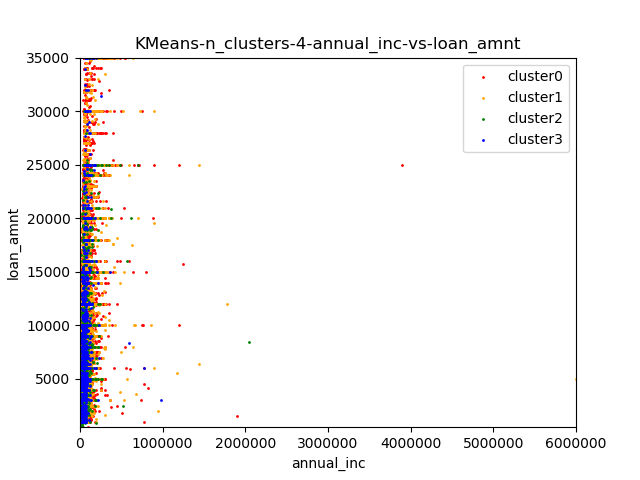 KMeans-n_clusters-4-annual_inc-vs-loan_amnt
35000
30000
25000
20000
15000
10000
5000
loan_amnt
cluster0
cluster1
cluster2
cluster3
0 1000000 2000000 3000000 4000000 5000000 6000000
annual_inc